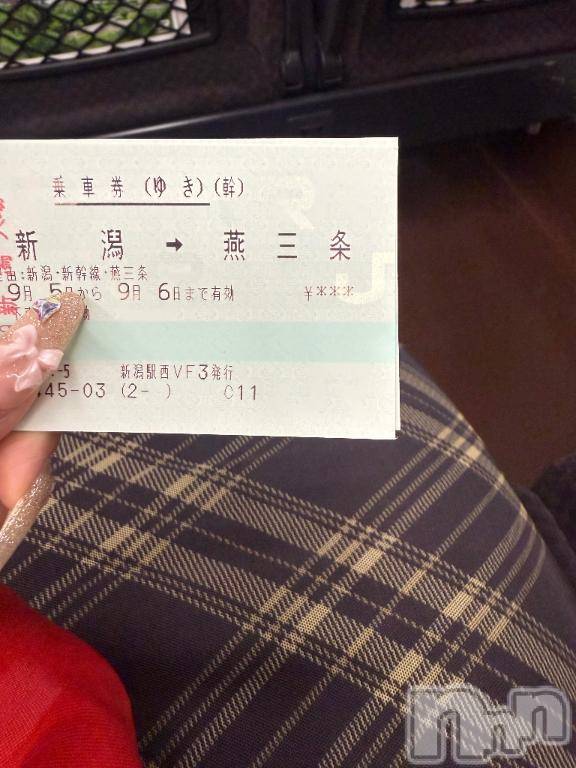 乗車券(ゆき)(幹)
新潟➡燕三条
由:新潟・新幹線・燕三条
9月 5日から 9月 6日まで有効 ¥***
-5 新潟駅西VF3発行
45-03 (2- ) C11
nn